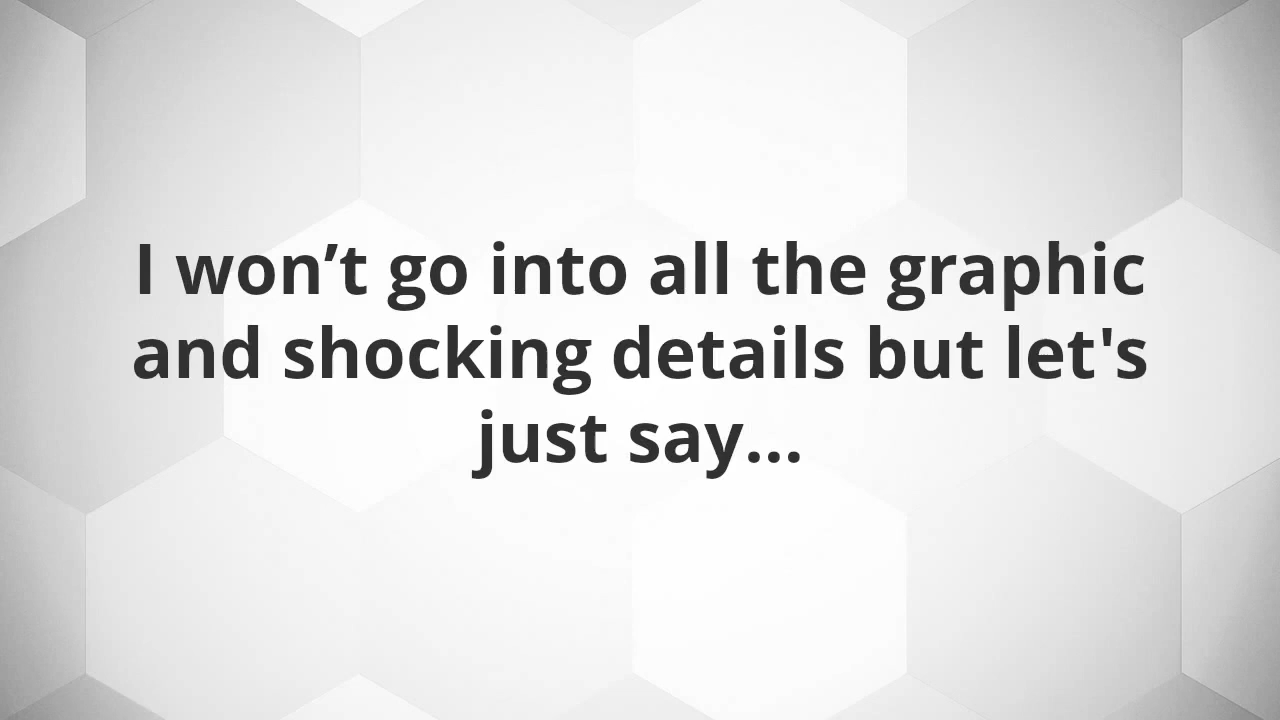 I won’t go into all the graphic
and shocking details but let's
just say...